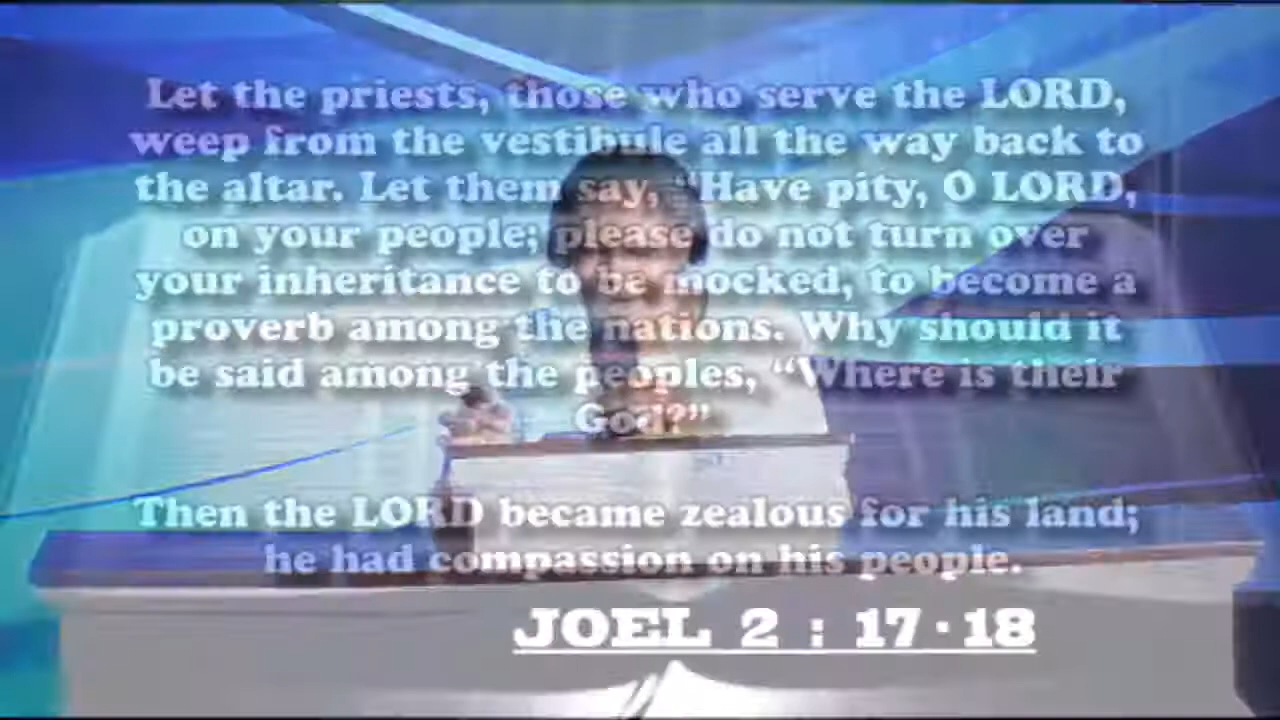 Let the priests, those who serve the LORD,
weep from the vestibule all the way back to
the altar. Let them say, “Have pity, O LORD,
on your people; please do not turn over
your inheritance to be mocked, to become a
proverb among the nations. Why should it
be said among the peoples, “Where is their
God?”
Then the LORD became zealous for his land;
he had compassion on his people.
JOEL 2 : 17-18